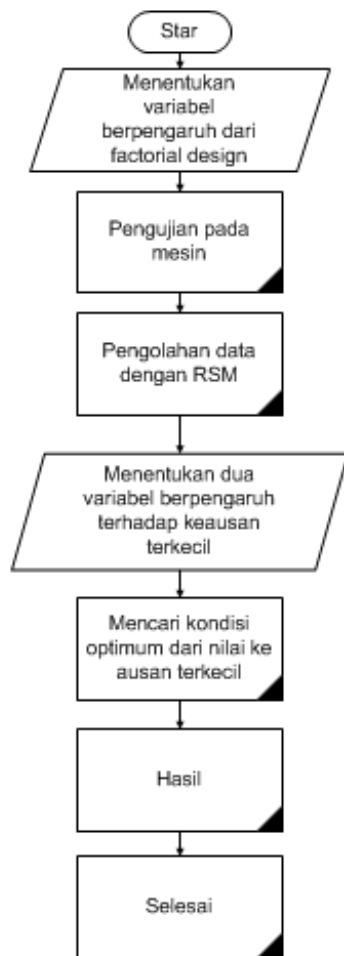 Star
Menentukan
variabel
berpengaruh dari
factorial design
Pengujian pada
mesin
Pengolahan data
dengan RSM
Menentukan dua
variabel berpengaruh
terhadap keausan
terkecil
Mencari kondisi
optimum dari nilai ke
ausan terkecil
Hasil
Selesai